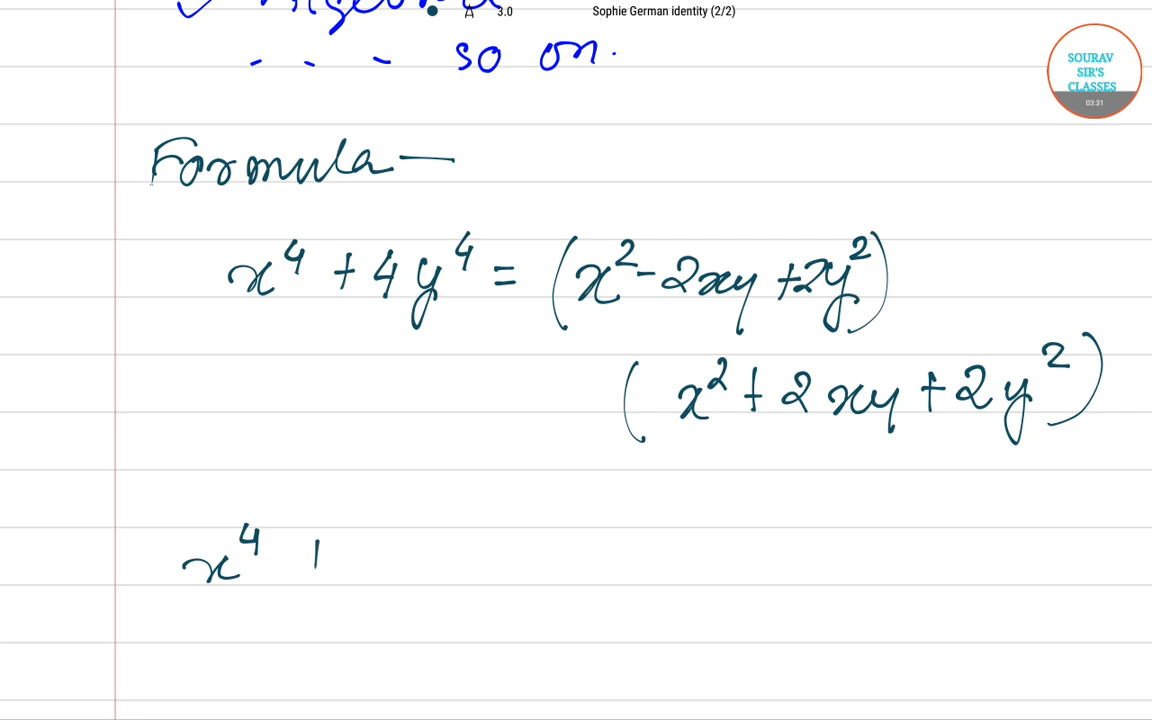 3.0 Sophie German identity (2/2)
- - - so on.
SOURAV
SIR'S
CLASSES
03:31
Formula —
x⁴ + 4y⁴ = (x² - 2xy + 2y²)
(x² + 2xy + 2y²)
x⁴ |